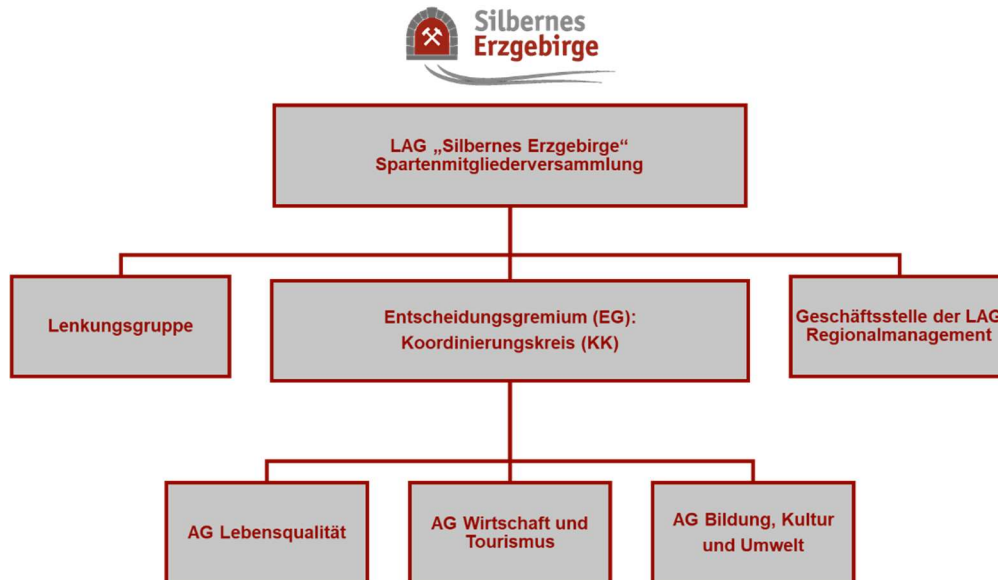 Silbernes
Erzgebirge
LAG „Silbernes Erzgebirge“
Spartenmitgliederversammlung
Lenkungsgruppe
Entscheidungsgremium (EG):
Koordinierungskreis (KK)
Geschäftsstelle der LAG
Regionalmanagement
AG Lebensqualität
AG Wirtschaft und
Tourismus
AG Bildung, Kultur
und Umwelt